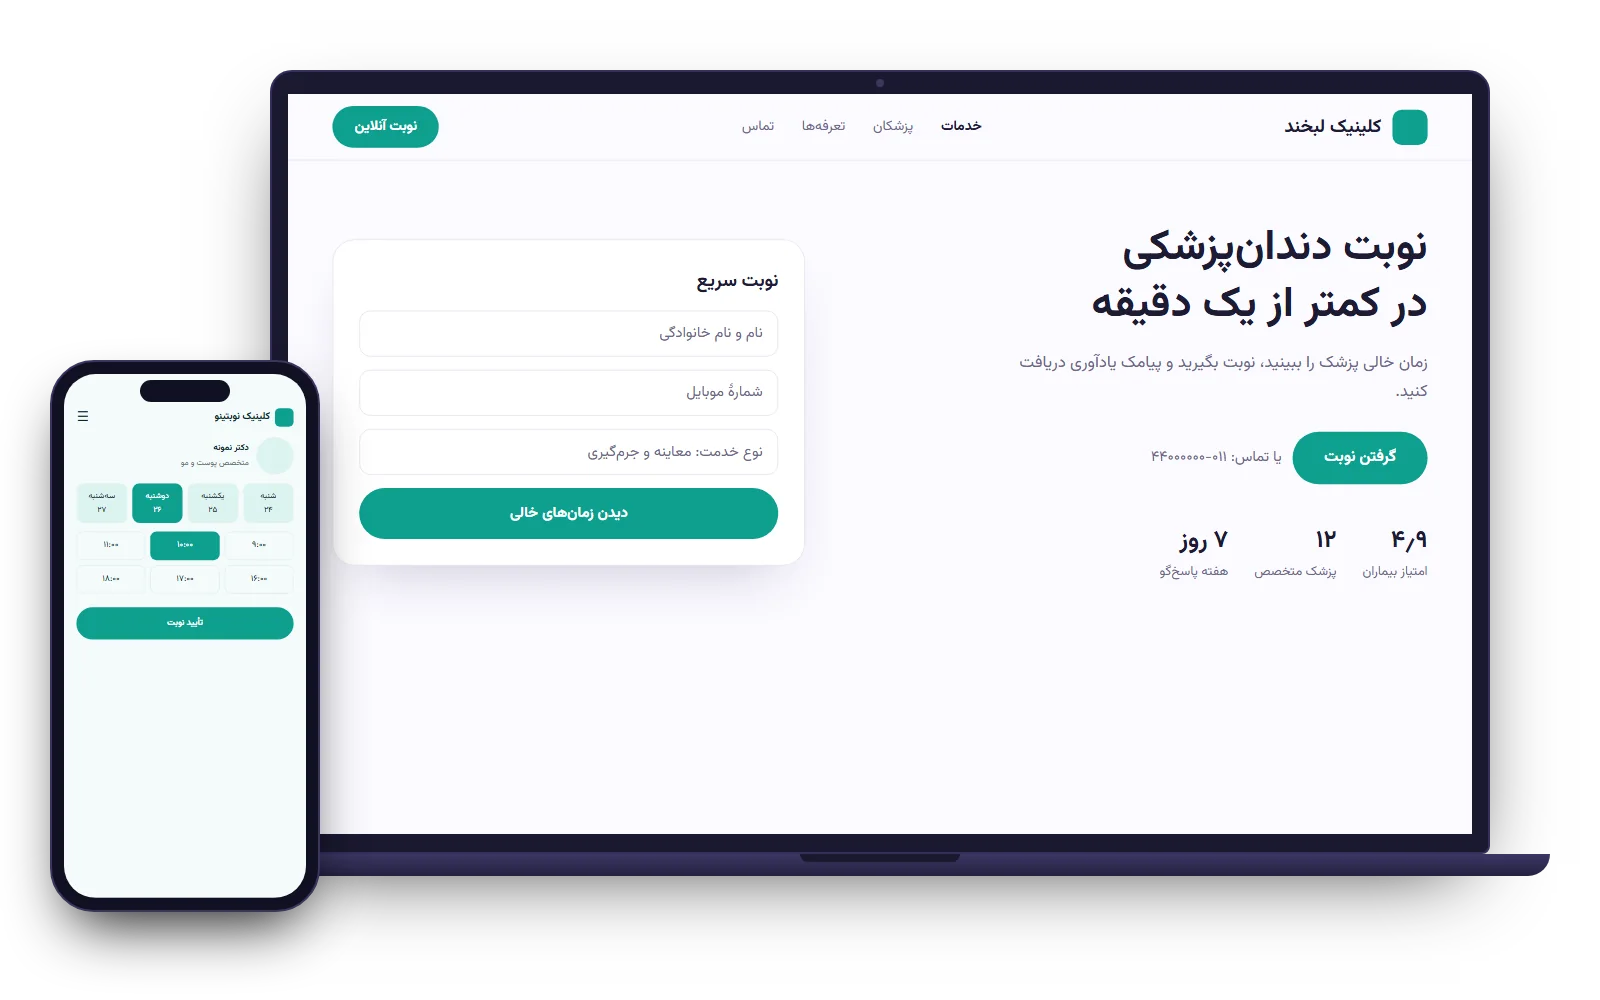 کلینیک لبخند
خدمات
پزشکان
تعرفه‌ها
تماس
نوبت آنلاین
نوبت دندان‌پزشکی
در کمتر از یک دقیقه
زمان خالی پزشک را ببینید، نوبت بگیرید و پیامک یادآوری دریافت
کنید.
گرفتن نوبت
یا تماس: ۰۱۱-۴۴۰۰۰۰۰۰
۴٫۹
امتیاز بیماران
۱۲
پزشک متخصص
۷ روز
هفته پاسخ‌گو
نوبت سریع
نام و نام خانوادگی
شمارهٔ موبایل
نوع خدمت: معاینه و جرم‌گیری
دیدن زمان‌های خالی
کلینیک نوبتینو
دکتر نمونه
متخصص پوست و مو
شنبه
۲۴
یکشنبه
۲۵
دوشنبه
۲۶
سه‌شنبه
۲۷
۹:۰۰
۱۰:۰۰
۱۱:۰۰
۱۶:۰۰
۱۷:۰۰
۱۸:۰۰
تأیید نوبت